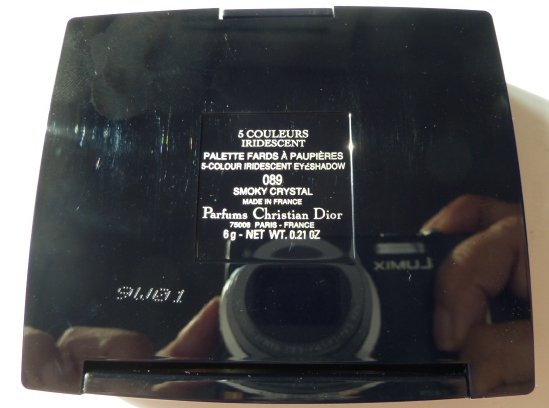 5 COULEURS
IRIDESCENT
PALETTE FARDS À PAUPIÈRES
5-COLOUR IRIDESCENT EYESHADOW
089
SMOKY CRYSTAL
MADE IN FRANCE
Parfums Christian Dior
75008 PARIS - FRANCE
6 g - NET WT. 0.21 OZ
LUMIX